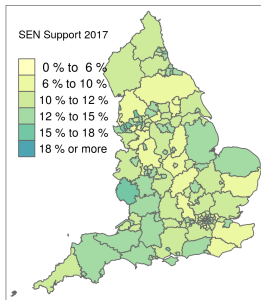 SEN Support 2017
0 % to 6 %
6 % to 10 %
10 % to 12 %
12 % to 15 %
15 % to 18 %
18 % or more